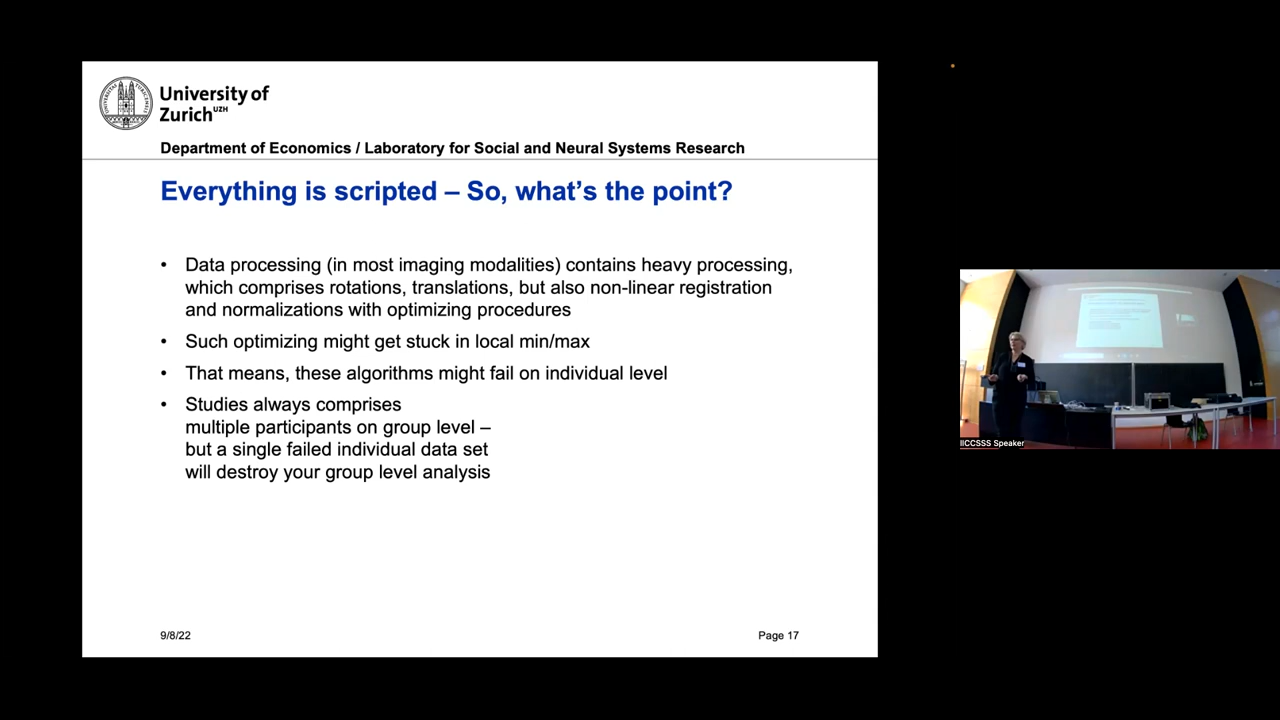 University of
Zurich UZH
Department of Economics / Laboratory for Social and Neural Systems Research
Everything is scripted – So, what's the point?
• Data processing (in most imaging modalities) contains heavy processing,
which comprises rotations, translations, but also non-linear registration
and normalizations with optimizing procedures
• Such optimizing might get stuck in local min/max
• That means, these algorithms might fail on individual level
• Studies always comprises
multiple participants on group level –
but a single failed individual data set
will destroy your group level analysis
9/8/22
Page 17
IICCSSS Speaker